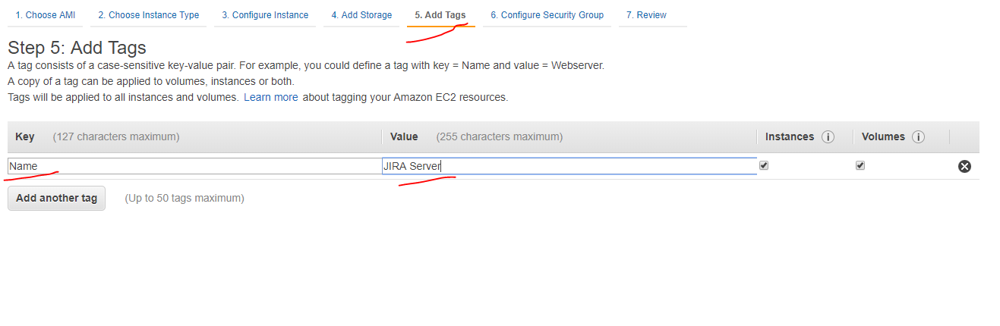 1. Choose AMI 2. Choose Instance Type 3. Configure Instance 4. Add Storage 5. Add Tags 6. Configure Security Group 7. Review
Step 5: Add Tags
A tag consists of a case-sensitive key-value pair. For example, you could define a tag with key = Name and value = Webserver.
A copy of a tag can be applied to volumes, instances or both.
Tags will be applied to all instances and volumes. Learn more about tagging your Amazon EC2 resources.
Key (127 characters maximum) Value (255 characters maximum) Instances i Volumes i
Name JIRA Server
Add another tag (Up to 50 tags maximum)